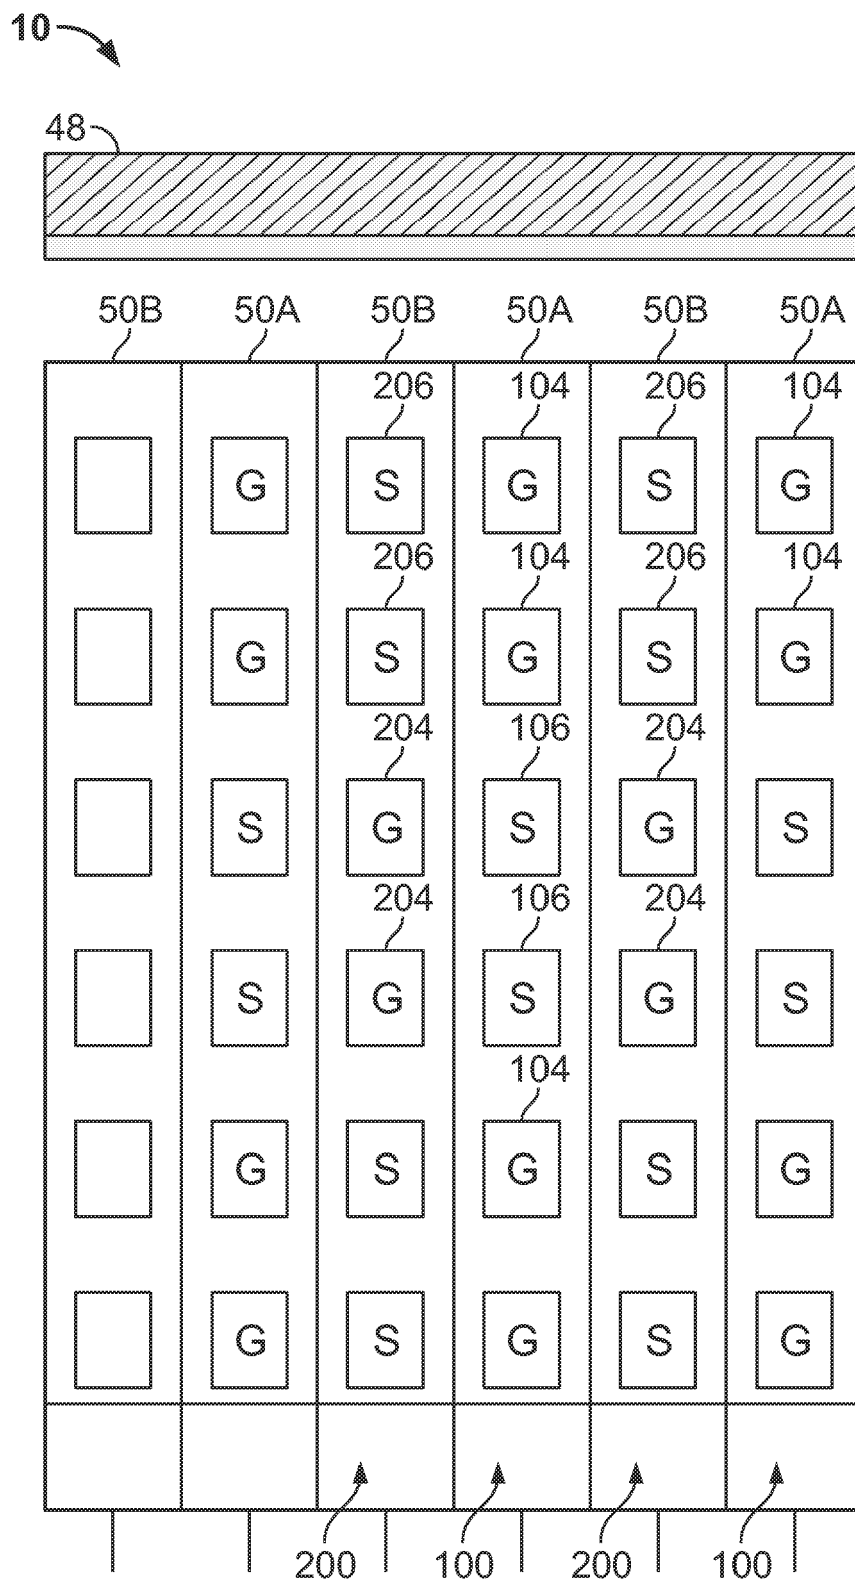 10
48
50B 50A 50B 50A 50B 50A
206 104 206 104
G S G S G
206 104 206 104
G S G S G
204 106 204
S G S G S
204 106 204
S G S G S
104
G S G S G
G S G S G
200 100 200 100